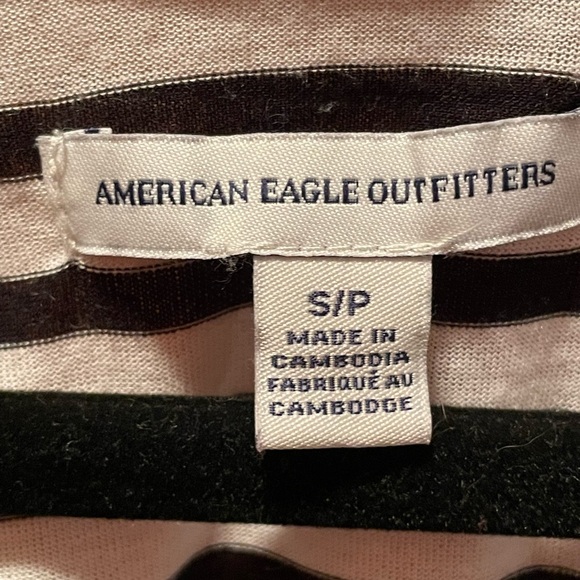 AMERICAN EAGLE OUTFITTERS
S/P
MADE IN
CAMBODIA
FABRIQUÉ AU
CAMBODGE